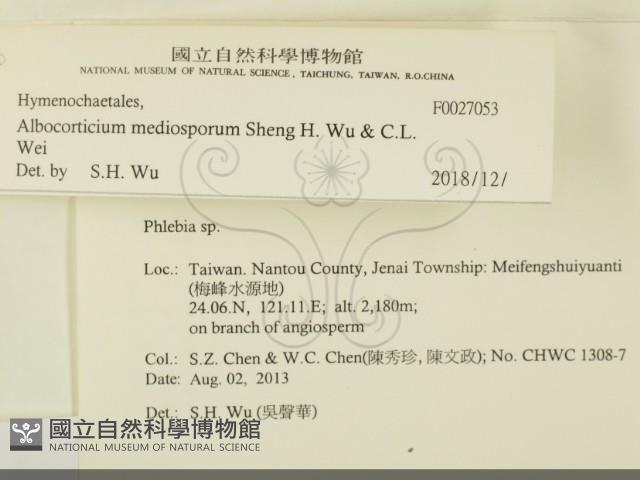 國立自然科學博物館
NATIONAL MUSEUM OF NATURAL SCIENCE, TAICHUNG, TAIWAN, R.O.CHINA
Hymenochaetales,
F0027053
Albocorticium mediosporum Sheng H. Wu & C.L.
Wei
Det. by S.H. Wu
2018/12/
Phlebia sp.
Loc.: Taiwan. Nantou County, Jenai Township: Meifengshuiyuanti
(梅峰水源地)
24.06.N, 121.11.E; alt. 2,180m;
on branch of angiosperm
Col.: S.Z. Chen & W.C. Chen(陳秀珍, 陳文政); No. CHWC 1308-7
Date: Aug. 02, 2013
Det.: S.H. Wu (吳聲華)
國立自然科學博物館
NATIONAL MUSEUM OF NATURAL SCIENCE